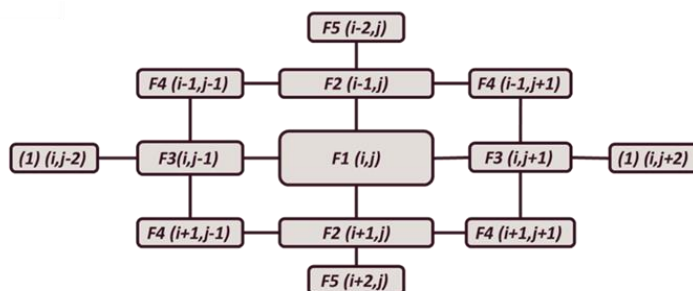 F5 (i-2,j)
F4 (i-1,j-1) F2 (i-1,j) F4 (i-1,j+1)
(1) (i,j-2) F3(i,j-1) F1 (i,j) F3 (i,j+1) (1) (i,j+2)
F4 (i+1,j-1) F2 (i+1,j) F4 (i+1,j+1)
F5 (i+2,j)